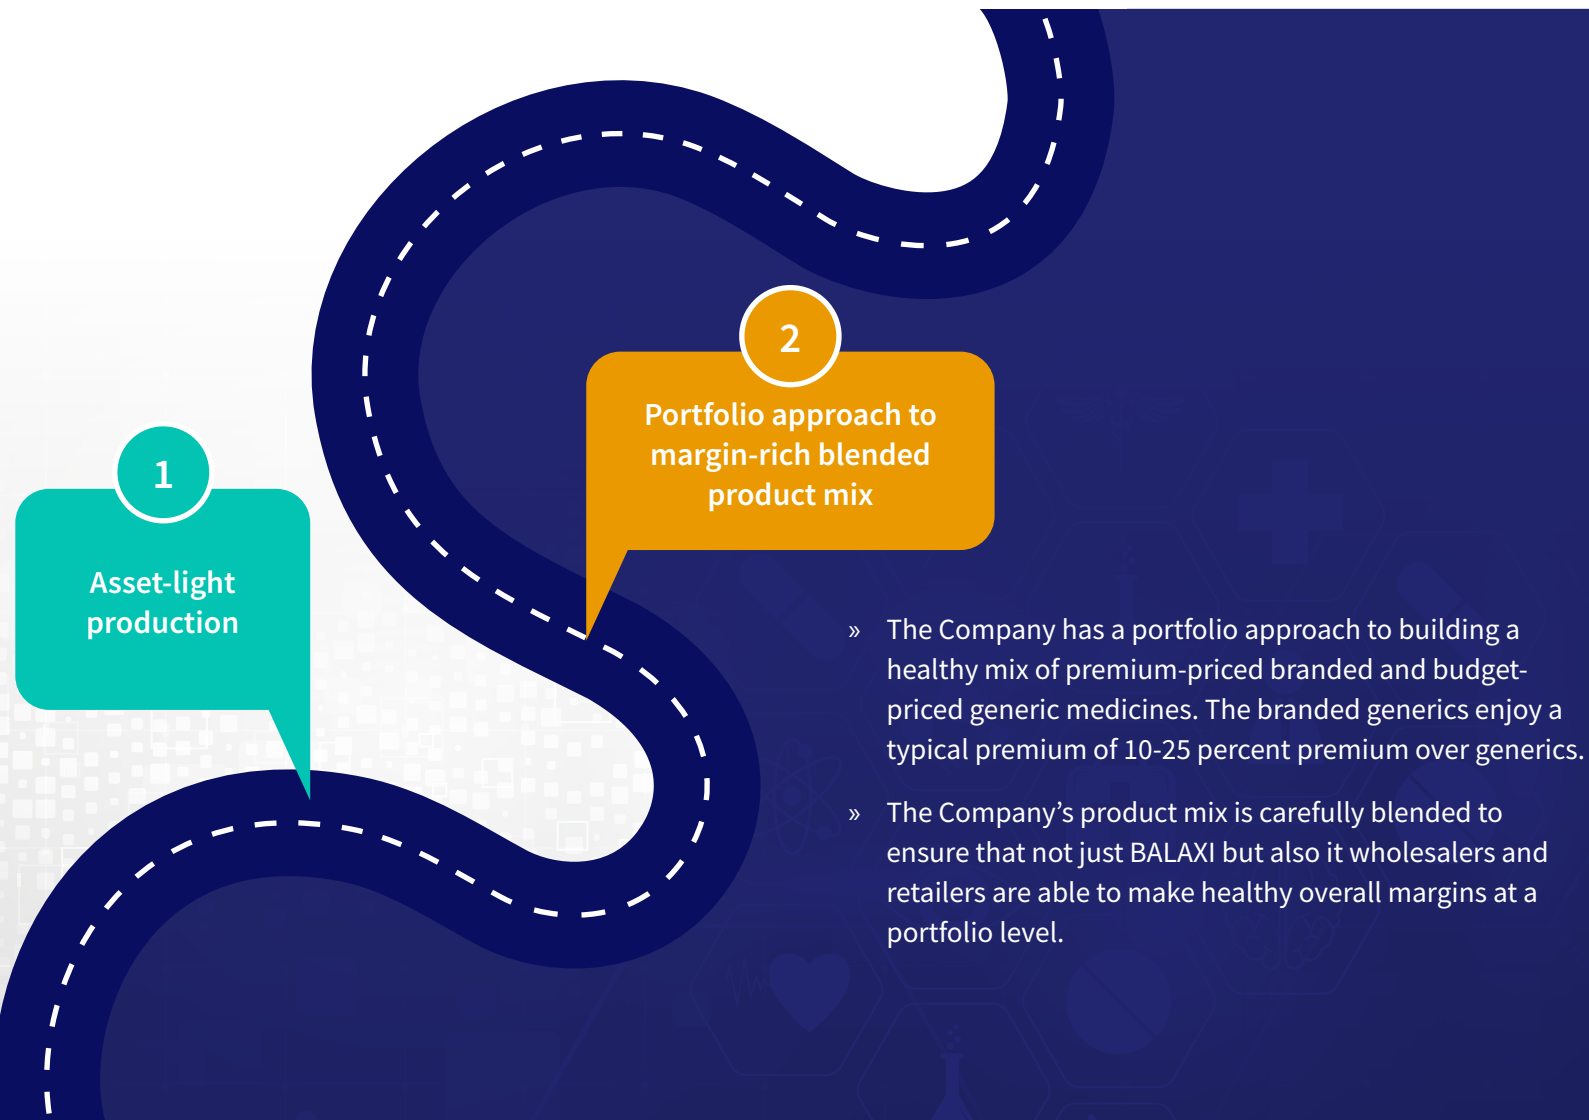 1
Asset-light
production
2
Portfolio approach to
margin-rich blended
product mix
» The Company has a portfolio approach to building a
healthy mix of premium-priced branded and budget-
priced generic medicines. The branded generics enjoy a
typical premium of 10-25 percent premium over generics.
» The Company’s product mix is carefully blended to
ensure that not just BALAXI but also it wholesalers and
retailers are able to make healthy overall margins at a
portfolio level.